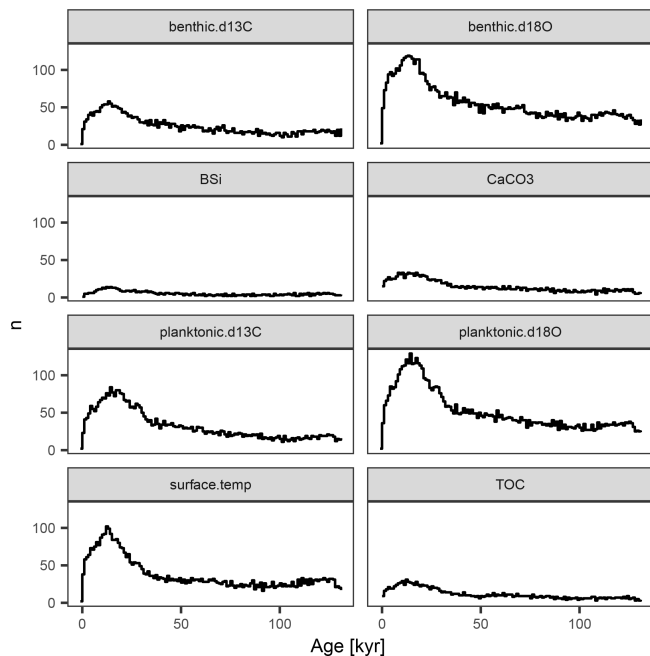 benthic.d13C benthic.d18O
100
50
0
BSi CaCO3
100
50
0
planktonic.d13C planktonic.d18O
100
50
0
surface.temp TOC
100
50
0
n
0 50 100 0 50 100
Age [kyr]